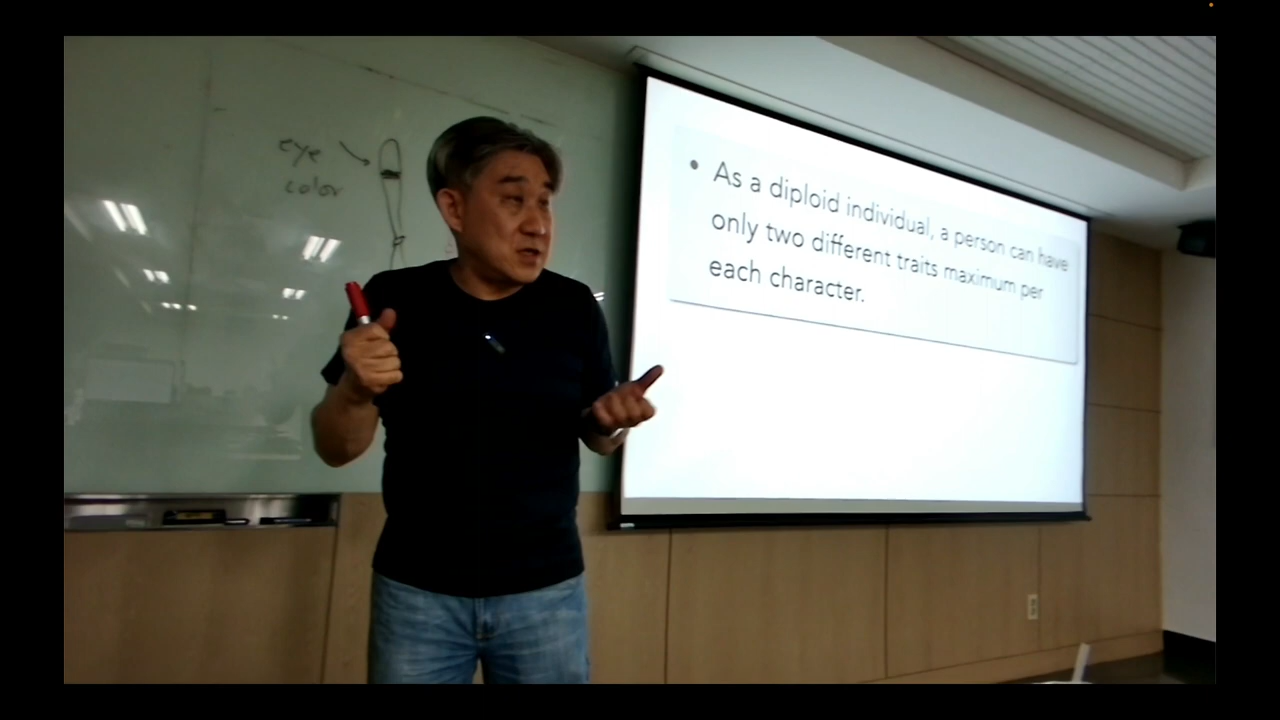 eye
color
• As a diploid individual, a person can have
only two different traits maximum per
each character.